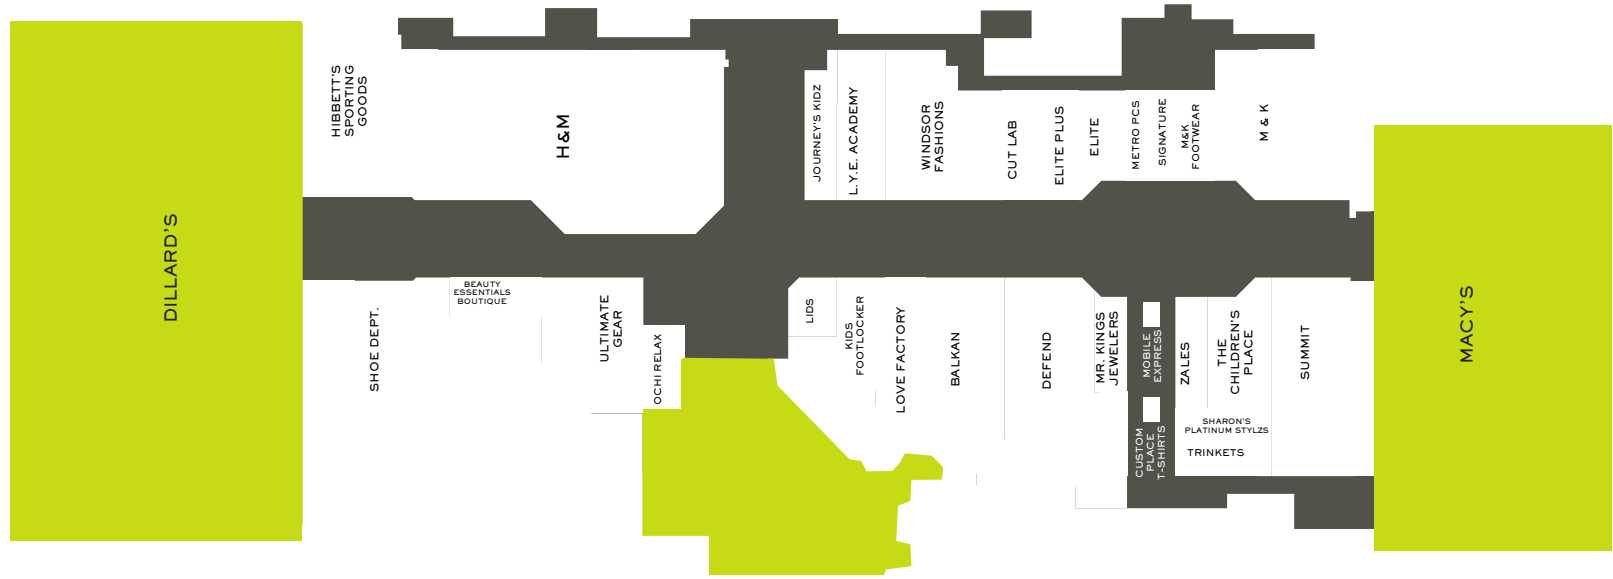 DILLARD'S
HIBBETT'S
SPORTING
GOODS
H&M
JOURNEY'S KIDZ
L.Y.E. ACADEMY
WINDSOR
FASHIONS
CUT LAB
ELITE PLUS
ELITE
METRO PCS
SIGNATURE
M&K
FOOTWEAR
M & K
SHOE DEPT.
BEAUTY
ESSENTIALS
BOUTIQUE
ULTIMATE
GEAR
OCHI RELAX
LIDS
KIDS
FOOTLOCKER
LOVE FACTORY
BALKAN
DEFEND
MR. KINGS
JEWELERS
MOBILE
EXPRESS
CUSTOM
PLACE
T-SHIRTS
ZALES
THE
CHILDREN'S
PLACE
SHARON'S
PLATINUM STYLZS
TRINKETS
SUMMIT
MACY'S